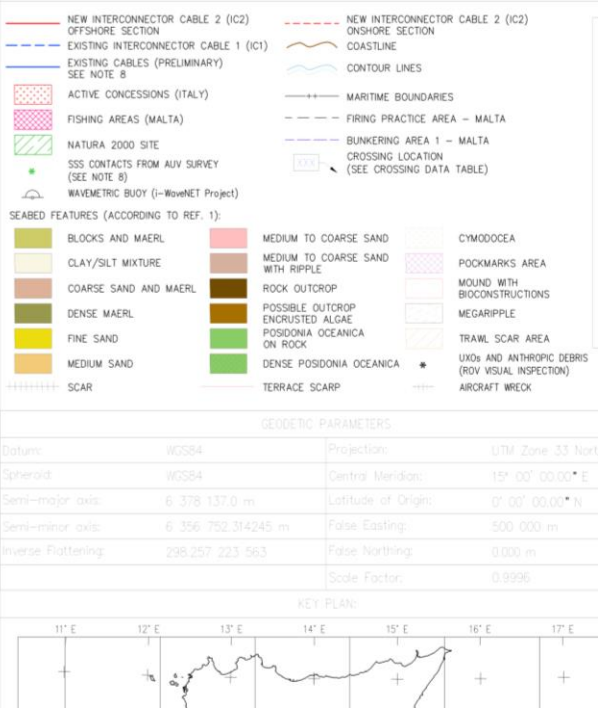 NEW INTERCONNECTOR CABLE 2 (IC2)
OFFSHORE SECTION
EXISTING INTERCONNECTOR CABLE 1 (IC1)
EXISTING CABLES (PRELIMINARY)
SEE NOTE 8
ACTIVE CONCESSIONS (ITALY)
FISHING AREAS (MALTA)
NATURA 2000 SITE
SSS CONTACTS FROM AUV SURVEY
(SEE NOTE 8)
WAVEMETRIC BUOY (i-WaveNET Project)
NEW INTERCONNECTOR CABLE 2 (IC2)
ONSHORE SECTION
COASTLINE
CONTOUR LINES
MARITIME BOUNDARIES
FIRING PRACTICE AREA - MALTA
BUNKERING AREA 1 - MALTA
XXX
CROSSING LOCATION
(SEE CROSSING DATA TABLE)
SEABED FEATURES (ACCORDING TO REF. 1):
BLOCKS AND MAERL
CLAY/SILT MIXTURE
COARSE SAND AND MAERL
DENSE MAERL
FINE SAND
MEDIUM SAND
SCAR
MEDIUM TO COARSE SAND
MEDIUM TO COARSE SAND
WITH RIPPLE
ROCK OUTCROP
POSSIBLE OUTCROP
ENCRUSTED ALGAE
POSIDONIA OCEANICA
ON ROCK
DENSE POSIDONIA OCEANICA
TERRACE SCARP
CYMODOCEA
POCKMARKS AREA
MOUND WITH
BIOCONSTRUCTIONS
MEGARIPPLE
TRAWL SCAR AREA
UXOs AND ANTHROPIC DEBRIS
(ROV VISUAL INSPECTION)
AIRCRAFT WRECK
GEODETIC PARAMETERS
Datum: WGS84 Projection: UTM Zone 33 Nort
Spheroid: WGS84 Central Meridian: 15° 00' 00.00" E
Semi-major axis: 6 378 137.0 m Latitude of Origin: 0° 00' 00.00" N
Semi-minor axis: 6 356 752.314245 m False Easting: 500 000 m
Inverse Flattening: 298.257 223 563 False Northing: 0.000 m
Scale Factor: 0.9996
KEY PLAN:
11° E 12° E 13° E 14° E 15° E 16° E 17° E